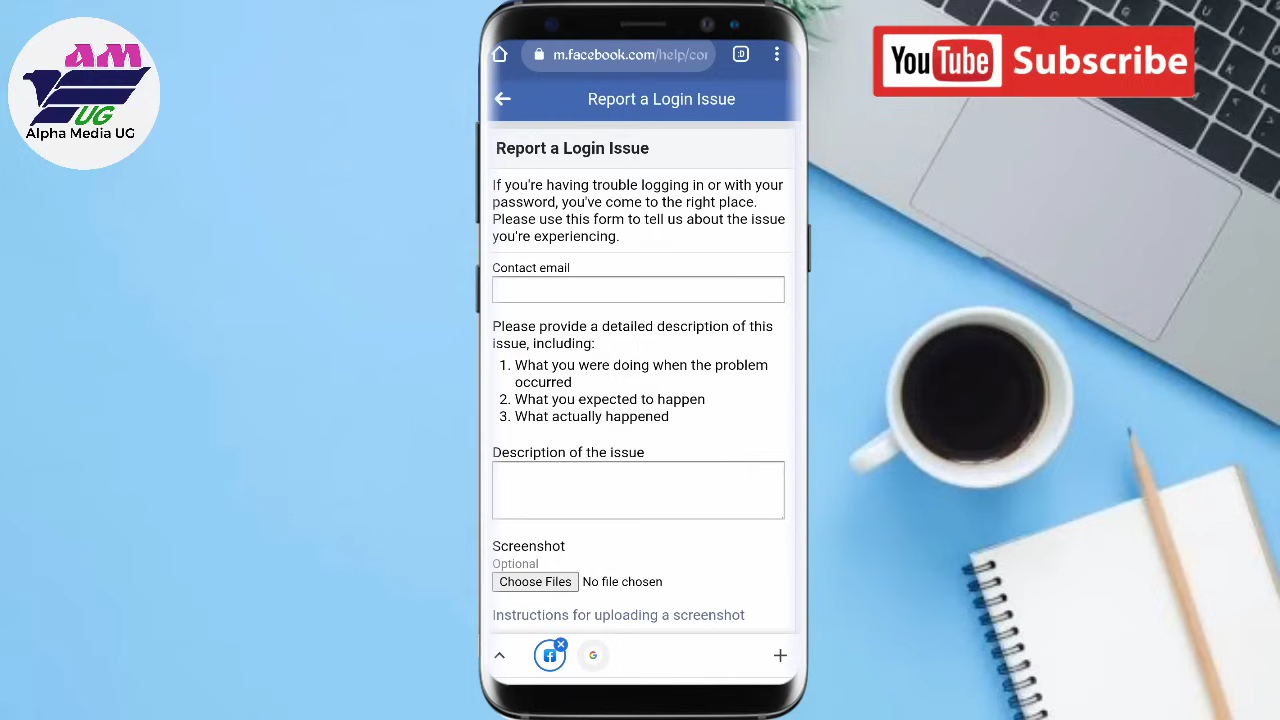 AM
UG
Alpha Media UG
YouTube Subscribe
m.facebook.com/help/cor
:D
Report a Login Issue
Report a Login Issue
If you're having trouble logging in or with your
password, you've come to the right place.
Please use this form to tell us about the issue
you're experiencing.
Contact email
Please provide a detailed description of this
issue, including:
1. What you were doing when the problem
occurred
2. What you expected to happen
3. What actually happened
Description of the issue
Screenshot
Optional
Choose Files No file chosen
Instructions for uploading a screenshot